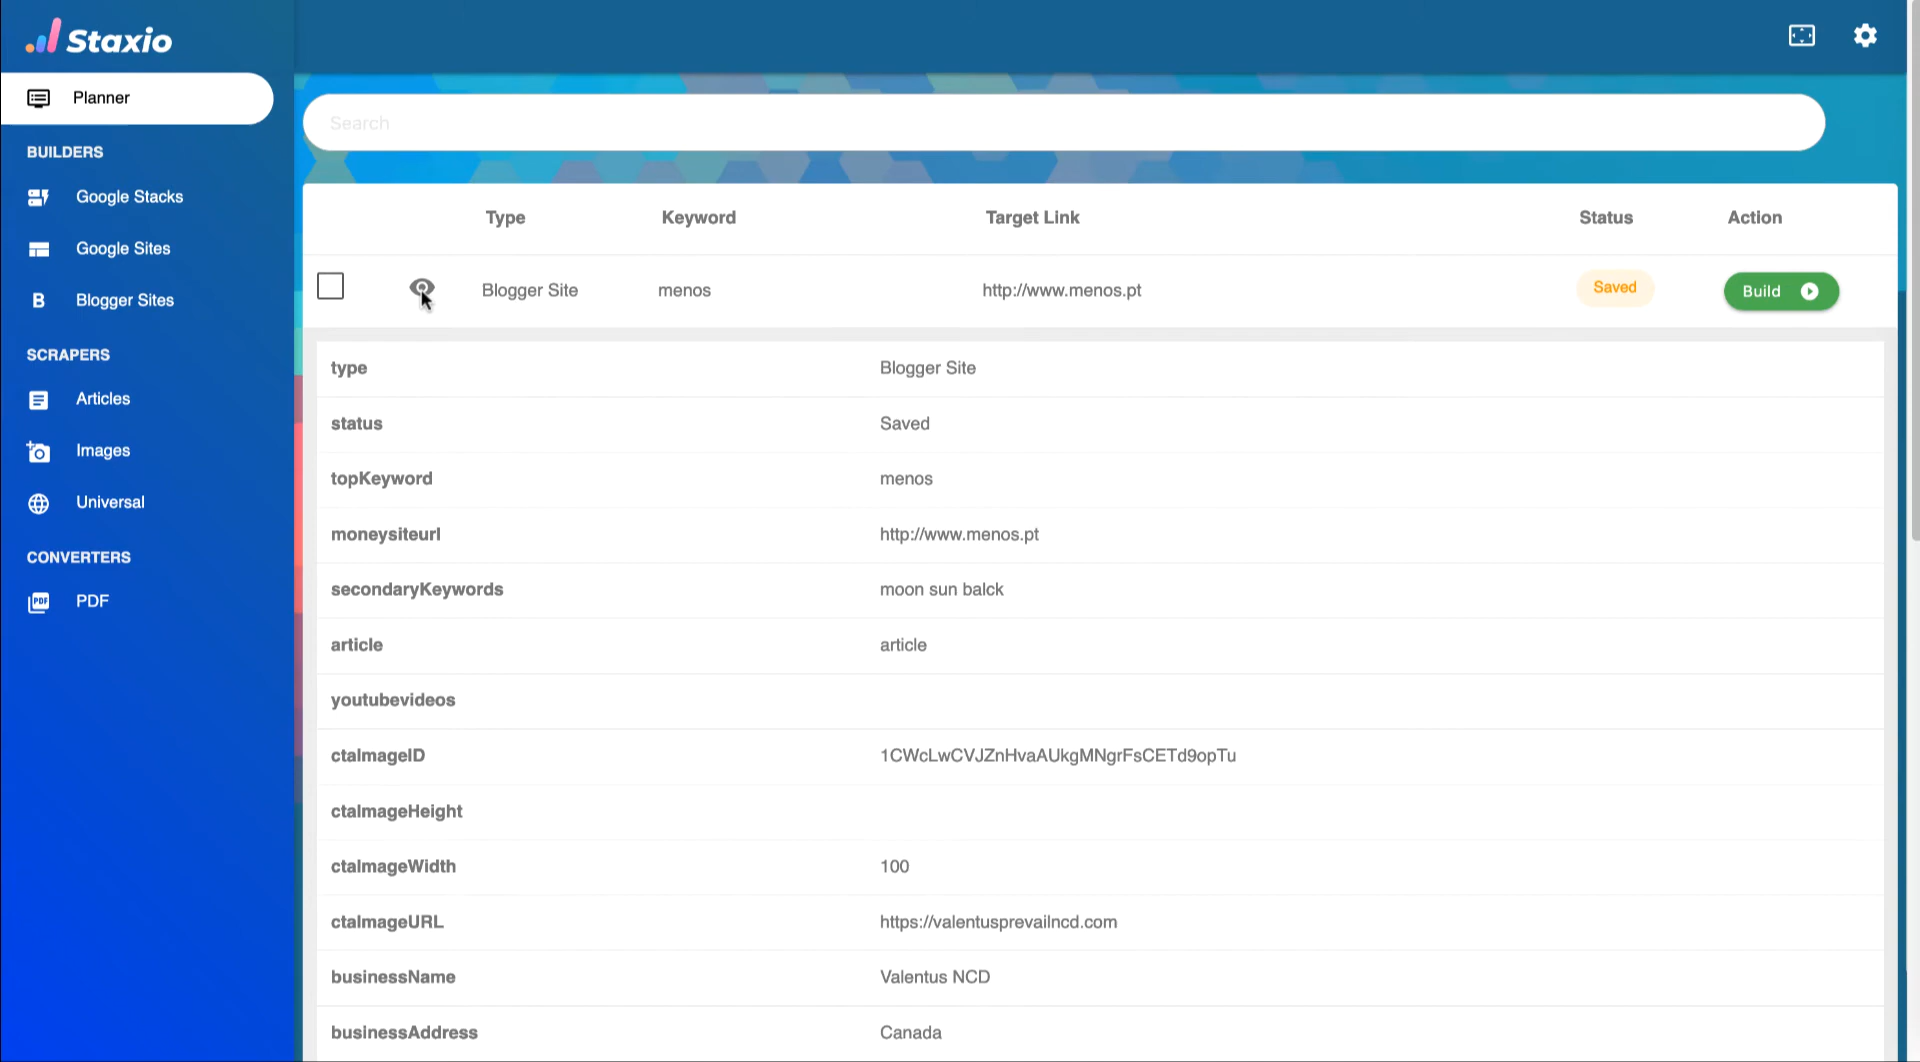 Staxio
Planner
BUILDERS
Google Stacks
Google Sites
B Blogger Sites
SCRAPERS
Articles
Images
Universal
CONVERTERS
PDF PDF
Search
Type Keyword Target Link Status Action
Blogger Site menos http://www.menos.pt Saved Build
type Blogger Site
status Saved
topKeyword menos
moneysiteurl http://www.menos.pt
secondaryKeywords moon sun balck
article article
youtubevideos
ctaImageID 1CWcLwCVJZnHvaAUkgMNgrFsCETd9opTu
ctaImageHeight
ctaImageWidth 100
ctaImageURL https://valentusprevailncd.com
businessName Valentus NCD
businessAddress Canada